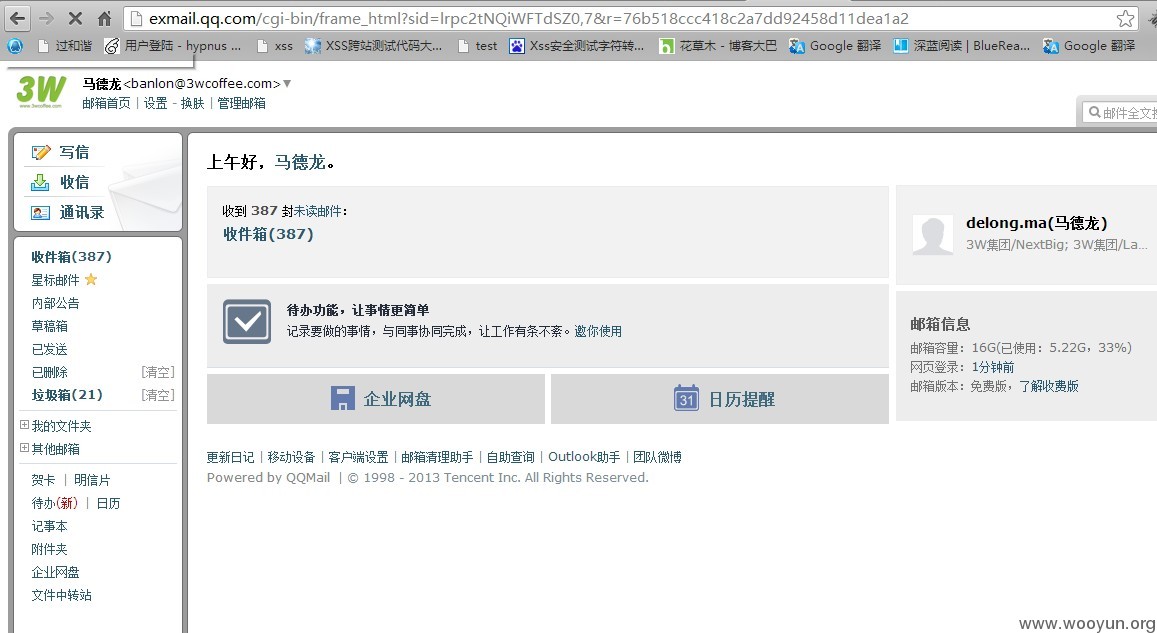 exmail.qq.com/cgi-bin/frame_html?sid=lrpc2tNQiWFTdSZ0,7&r=76b518ccc418c2a7dd92458d11dea1a2
过和谐 用户登陆 - hypnus ... xss XSS跨站测试代码大... test Xss安全测试字符转... 花草木 - 博客大巴 Google 翻译 深蓝阅读 | BlueRea... Google 翻译
3W
www.3wcoffee.com
马德龙<banlon@3wcoffee.com>
邮箱首页 | 设置 - 换肤 | 管理邮箱
邮件全文搜
写信
收信
通讯录
收件箱(387)
星标邮件
内部公告
草稿箱
已发送
已删除 [清空]
垃圾箱(21) [清空]
我的文件夹
其他邮箱
贺卡 | 明信片
待办(新) | 日历
记事本
附件夹
企业网盘
文件中转站
上午好，马德龙。
收到 387 封未读邮件：
收件箱(387)
待办功能，让事情更简单
记录要做的事情，与同事协同完成，让工作有条不紊。邀你使用
企业网盘
31 日历提醒
更新日记 | 移动设备 | 客户端设置 | 邮箱清理助手 | 自助查询 | Outlook助手 | 团队微博
Powered by QQMail | © 1998 - 2013 Tencent Inc. All Rights Reserved.
delong.ma(马德龙)
3W集团/NextBig; 3W集团/La...
邮箱信息
邮箱容量：16G(已使用：5.22G，33%)
网页登录：1分钟前
邮箱版本：免费版，了解收费版
www.wooyun.org